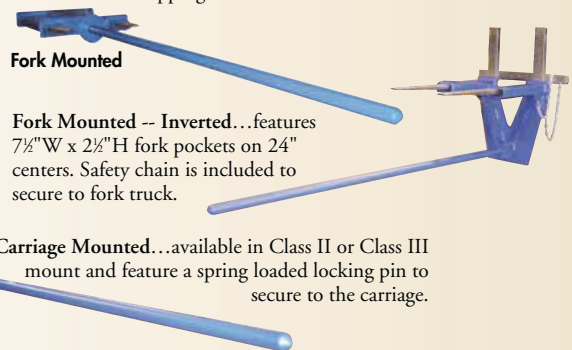 Fork Mounted
Fork Mounted -- Inverted…features
7½"W x 2½"H fork pockets on 24"
centers. Safety chain is included to
secure to fork truck.
Carriage Mounted…available in Class II or Class III
mount and feature a spring loaded locking pin to
secure to the carriage.